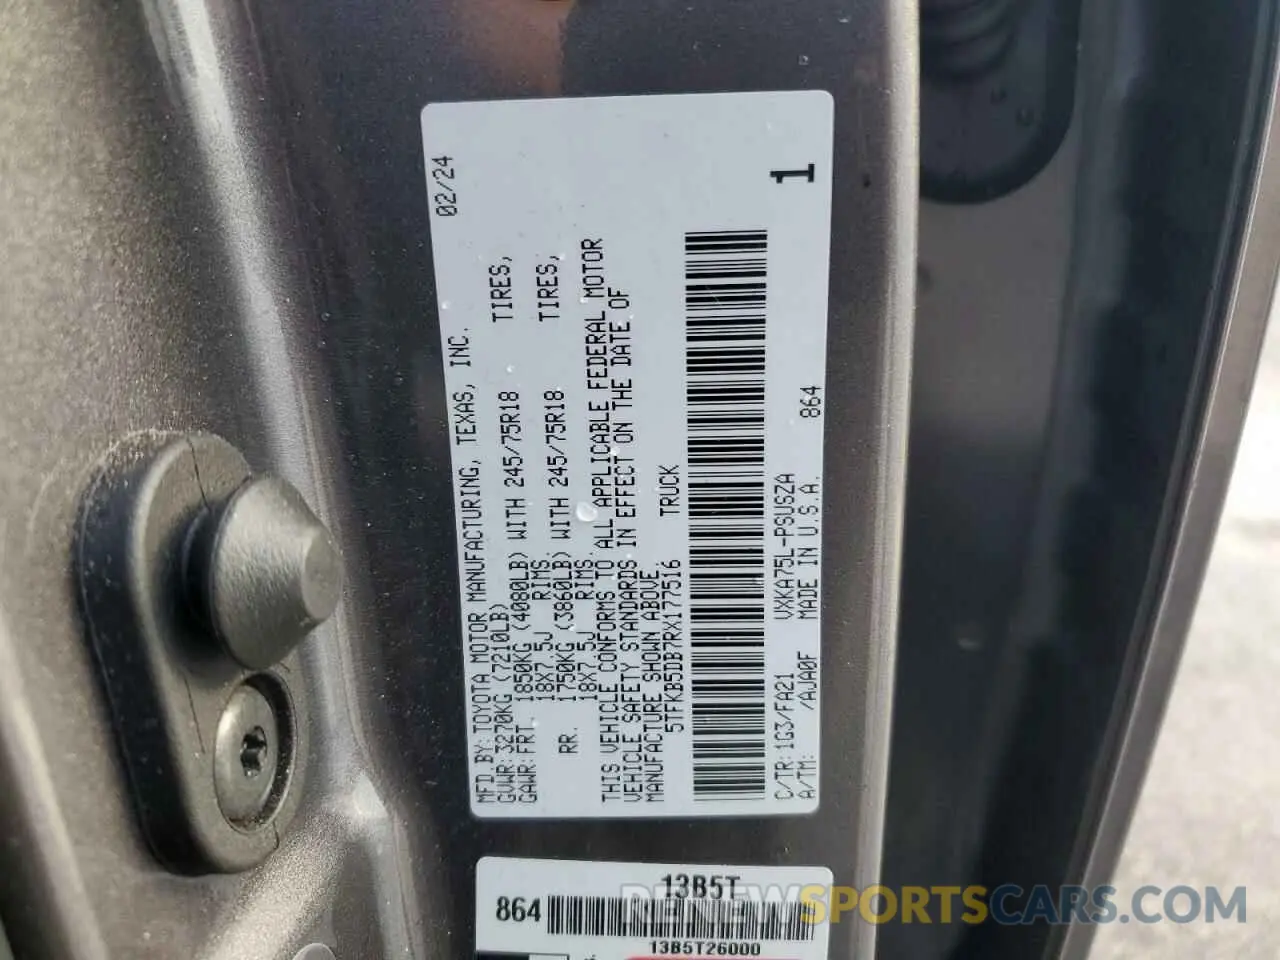 MFD.BY:TOYOTA MOTOR MANUFACTURING, TEXAS, INC. 02/24
GVWR:3270KG (7210LB)
GAWR:FRT. 1850KG (4080LB) WITH 245/75R18 TIRES,
18X7.5J RIMS.
RR. 1750KG (3860LB) WITH 245/75R18 TIRES,
18X7.5J RIMS.
THIS VEHICLE CONFORMS TO ALL APPLICABLE FEDERAL MOTOR
VEHICLE SAFETY STANDARDS IN EFFECT ON THE DATE OF
MANUFACTURE SHOWN ABOVE.
5TFKB5DB7RX177516 TRUCK
C/TR:1G3/FA21 VXKA75L-PSUSZA 864
A/TM: /AJA0F MADE IN U.S.A.
1
13B5T
864
13B5T26000
RENEWSPORTSCARS.COM